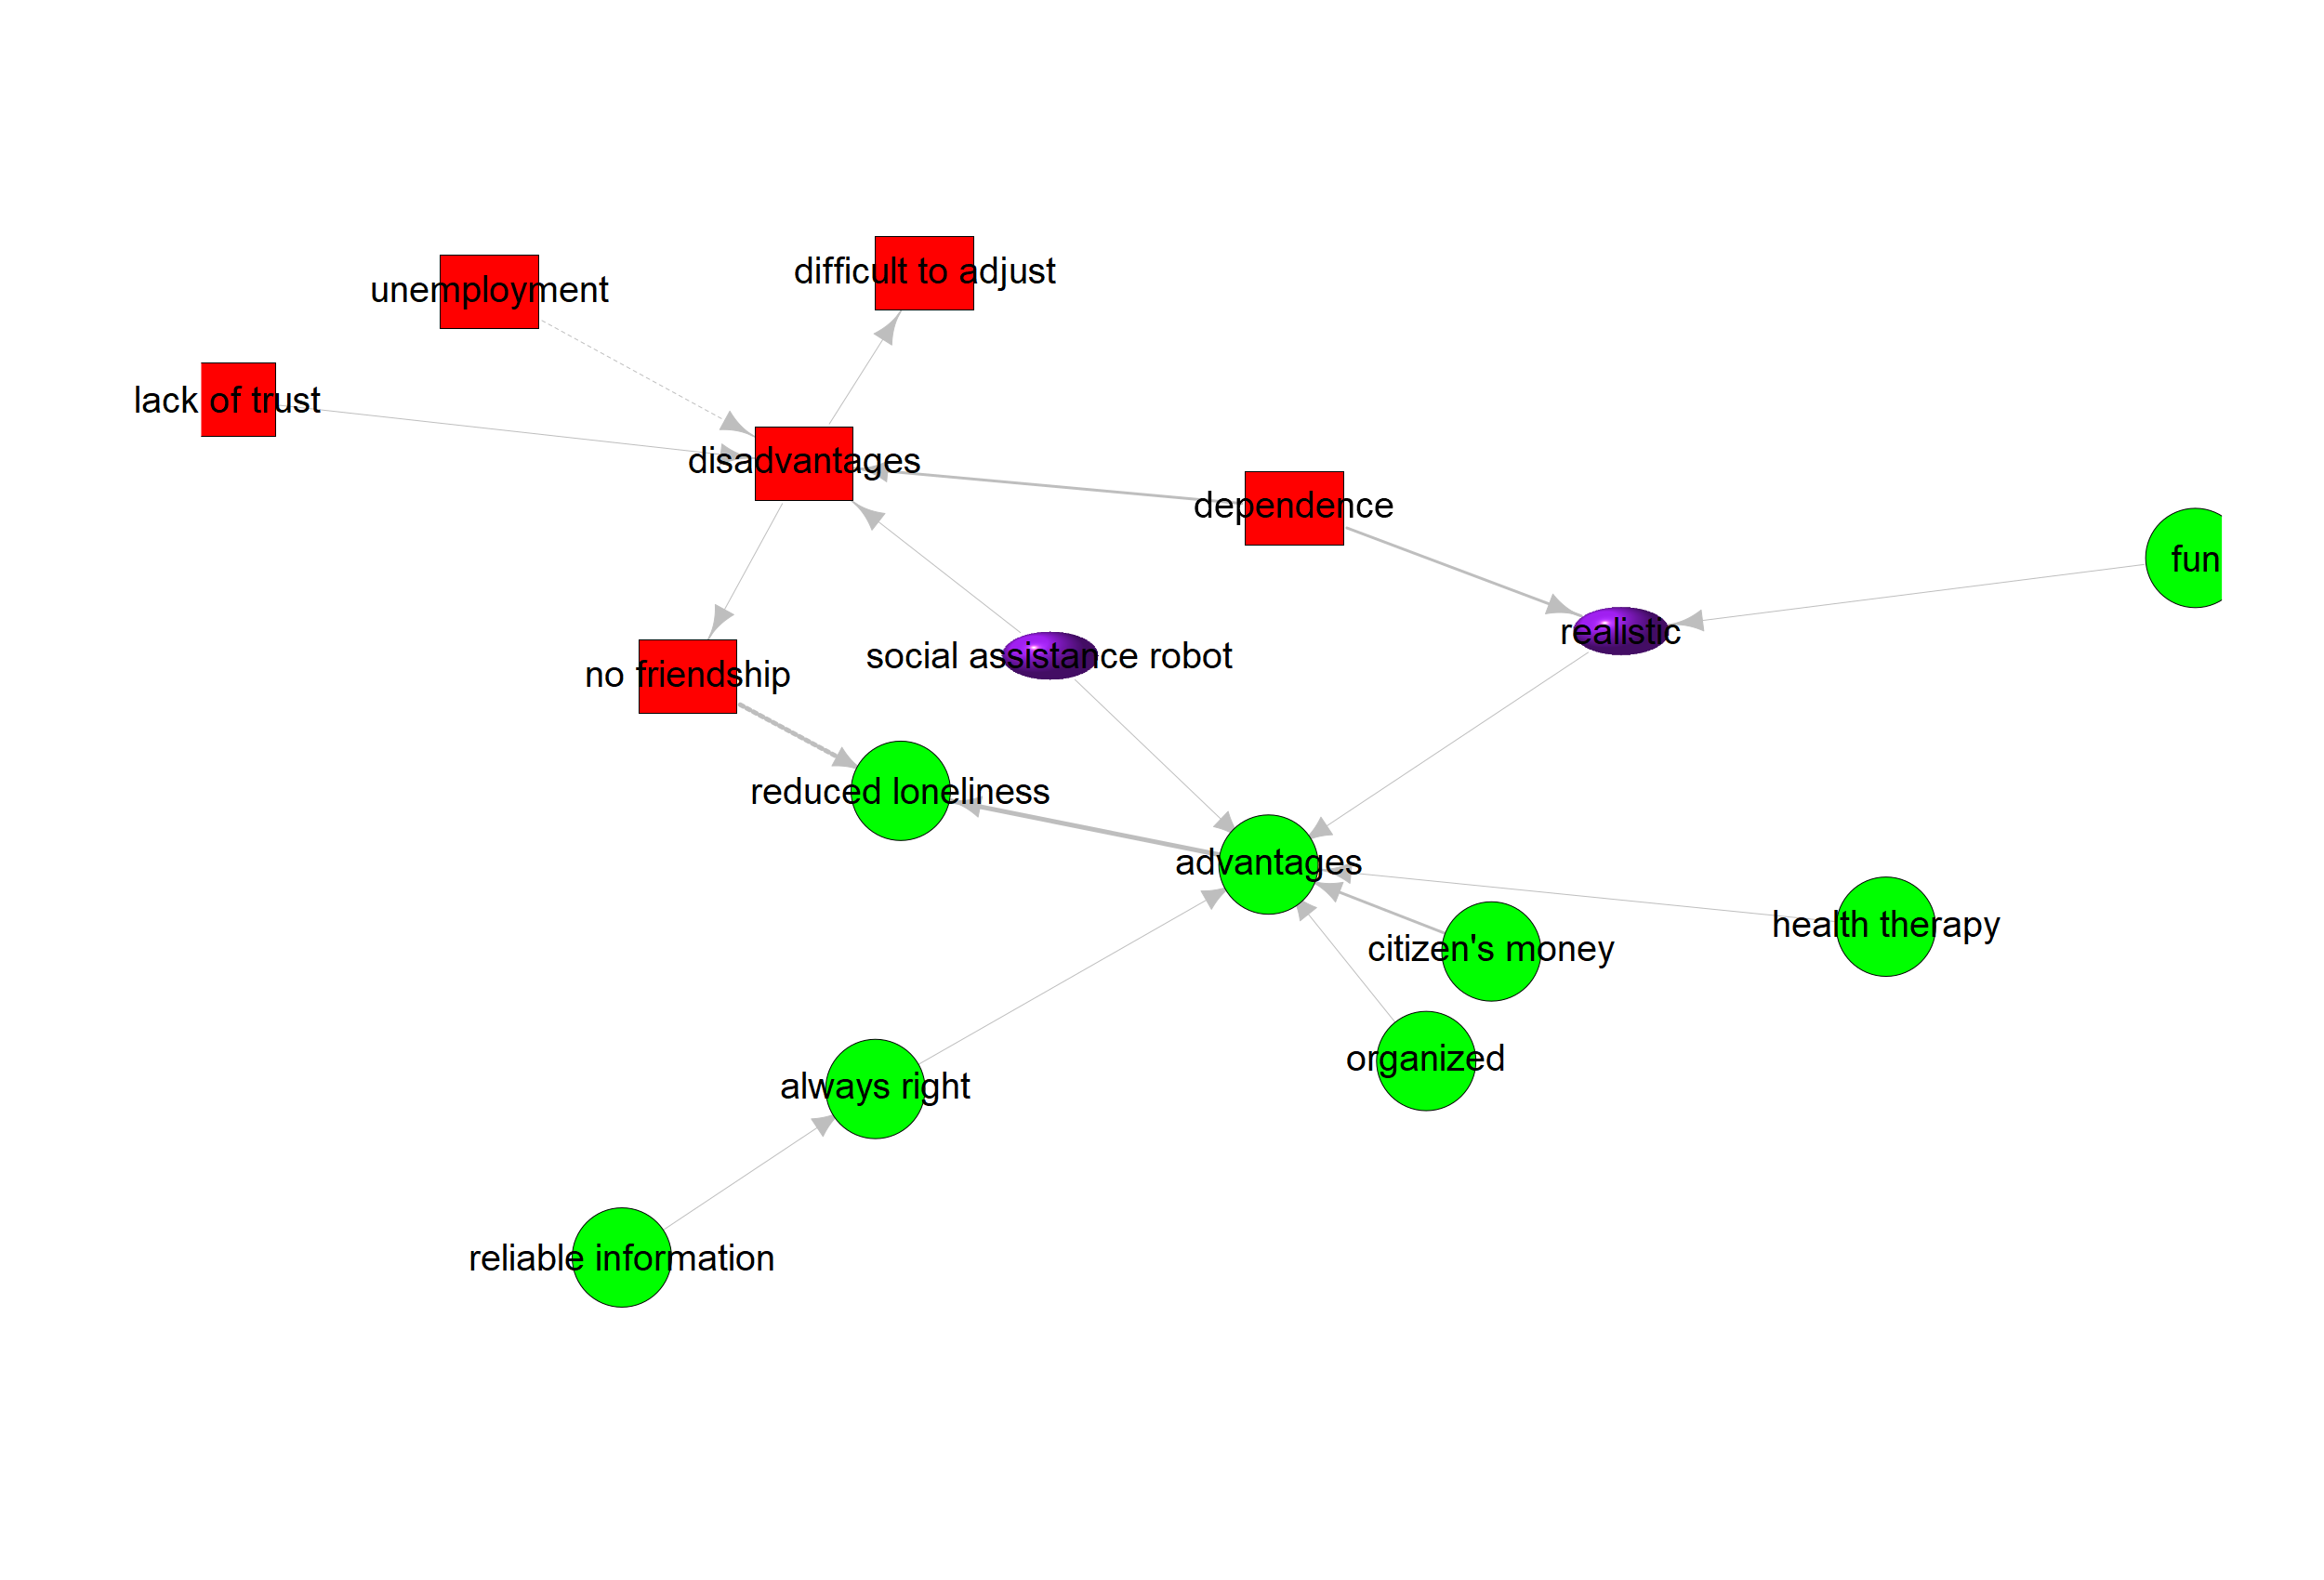 difficult to adjust
unemployment
lack of trust
disadvantages
dependence
fun
realistic
social assistance robot
no friendship
reduced loneliness
advantages
health therapy
citizen's money
organized
always right
reliable information